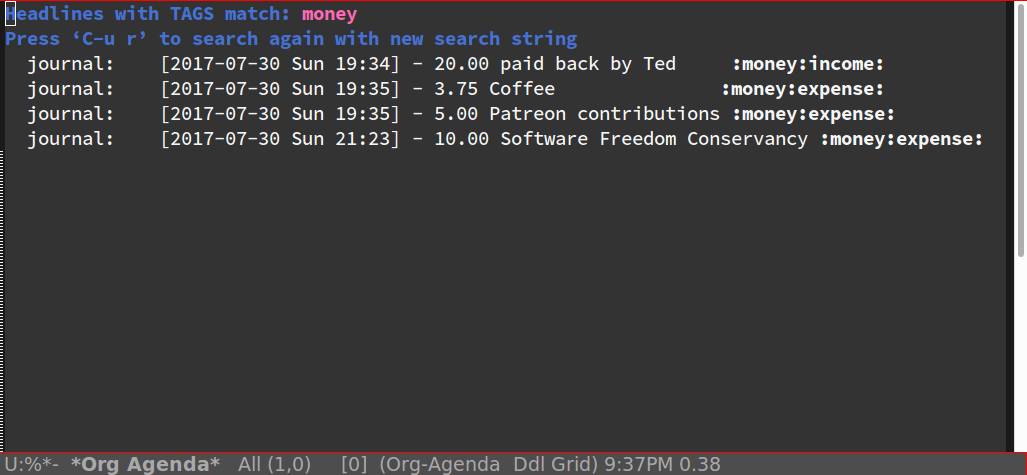 Headlines with TAGS match: money
Press ‘C-u r’ to search again with new search string
journal:    [2017-07-30 Sun 19:34] - 20.00 paid back by Ted     :money:income:
journal:    [2017-07-30 Sun 19:35] - 3.75 Coffee               :money:expense:
journal:    [2017-07-30 Sun 19:35] - 5.00 Patreon contributions :money:expense:
journal:    [2017-07-30 Sun 21:23] - 10.00 Software Freedom Conservancy :money:expense:
U:%*-  *Org Agenda*   All (1,0)     [0]  (Org-Agenda  Ddl Grid) 9:37PM 0.38